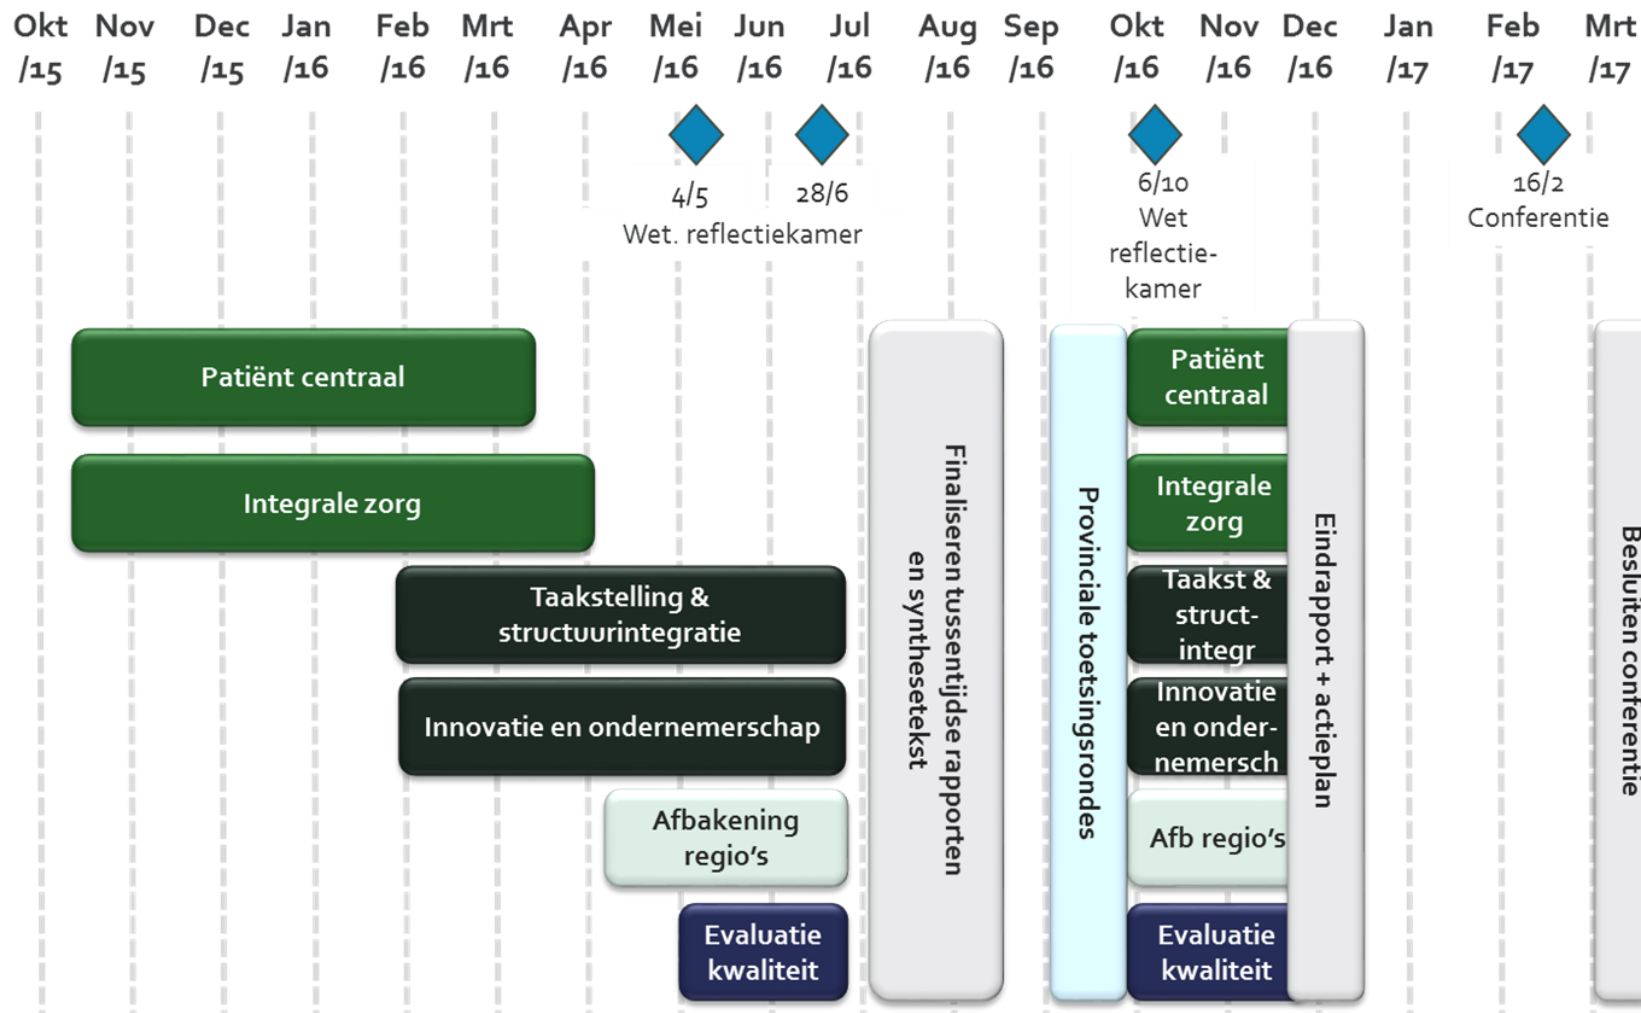 Okt Nov Dec Jan Feb Mrt Apr Mei Jun Jul Aug Sep Okt Nov Dec Jan Feb Mrt
/15 /15 /15 /16 /16 /16 /16 /16 /16 /16 /16 /16 /16 /16 /16 /17 /17 /17
4/5
28/6
Wet. reflectiekamer
6/10
Wet
reflectie-
kamer
16/2
Conferentie
Patiënt centraal
Integrale zorg
Taakstelling &
structuurintegratie
Innovatie en ondernemerschap
Afbakening
regio’s
Evaluatie
kwaliteit
Finaliseren tussentijdse rapporten
en synthesetekst
Provinciale toetsingsrondes
Patiënt
centraal
Integrale
zorg
Taakst &
struct-
integr
Innovatie
en onder-
nemersch
Afb regio’s
Evaluatie
kwaliteit
Eindrapport + actieplan
Besluiten conferentie